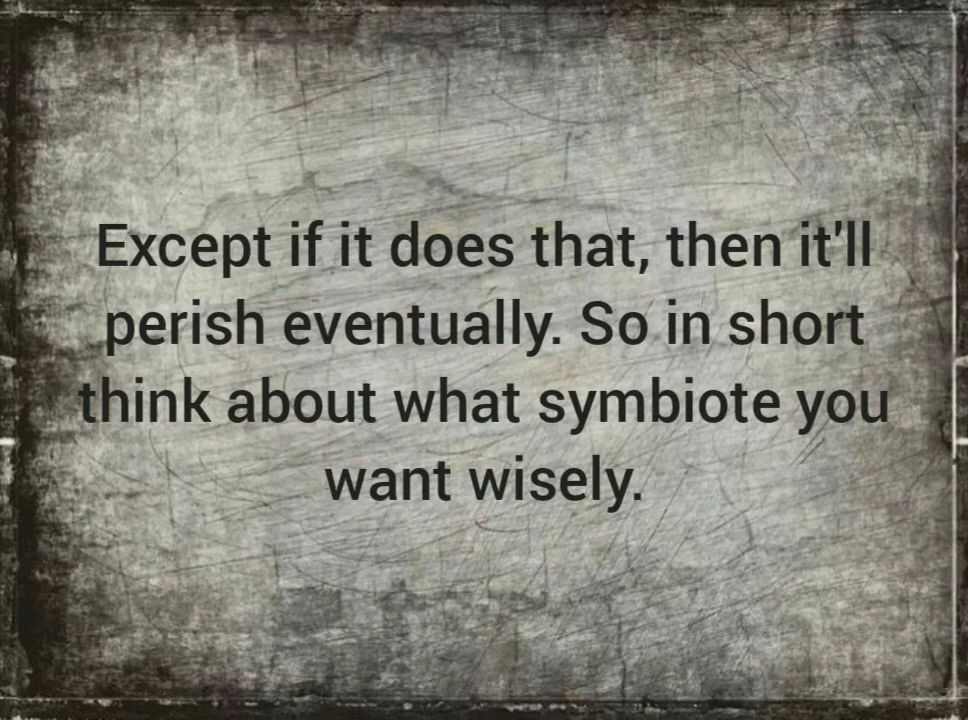 Except if it does that, then it'll
perish eventually. So in short
think about what symbiote you
want wisely.